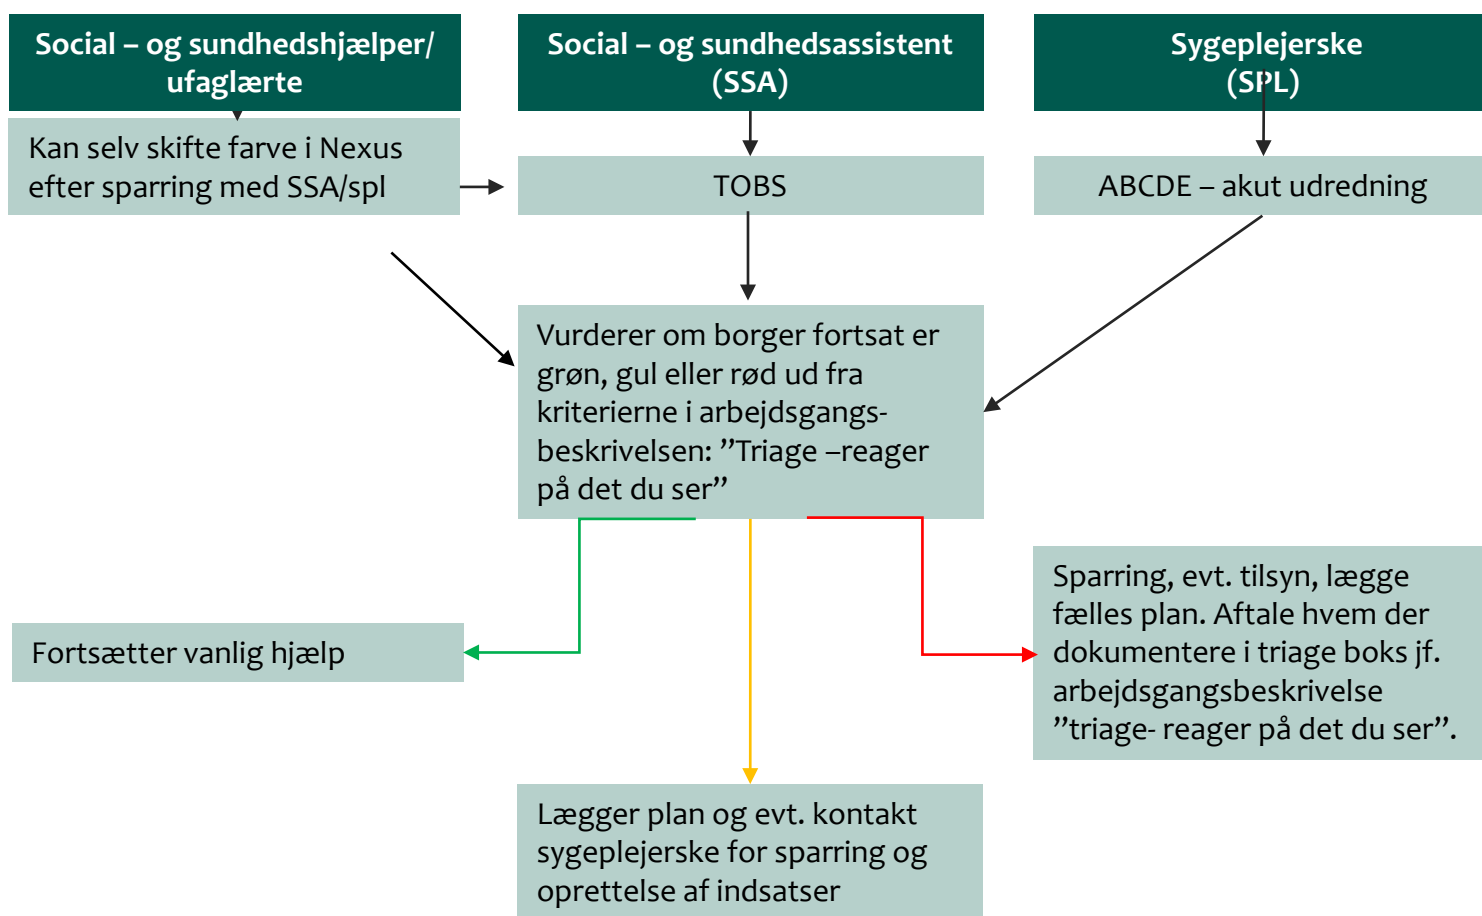 Social – og sundhedshjælper/
ufaglærte
Social – og sundhedsassistent
(SSA)
Sygeplejerske
(SPL)
Kan selv skifte farve i Nexus
efter sparring med SSA/spl
TOBS
ABCDE – akut udredning
Vurderer om borger fortsat er
grøn, gul eller rød ud fra
kriterierne i arbejdsgangs-
beskrivelsen: ”Triage –reager
på det du ser”
Fortsætter vanlig hjælp
Sparring, evt. tilsyn, lægge
fælles plan. Aftale hvem der
dokumentere i triage boks jf.
arbejdsgangsbeskrivelse
”triage- reager på det du ser”.
Lægger plan og evt. kontakt
sygeplejerske for sparring og
oprettelse af indsatser